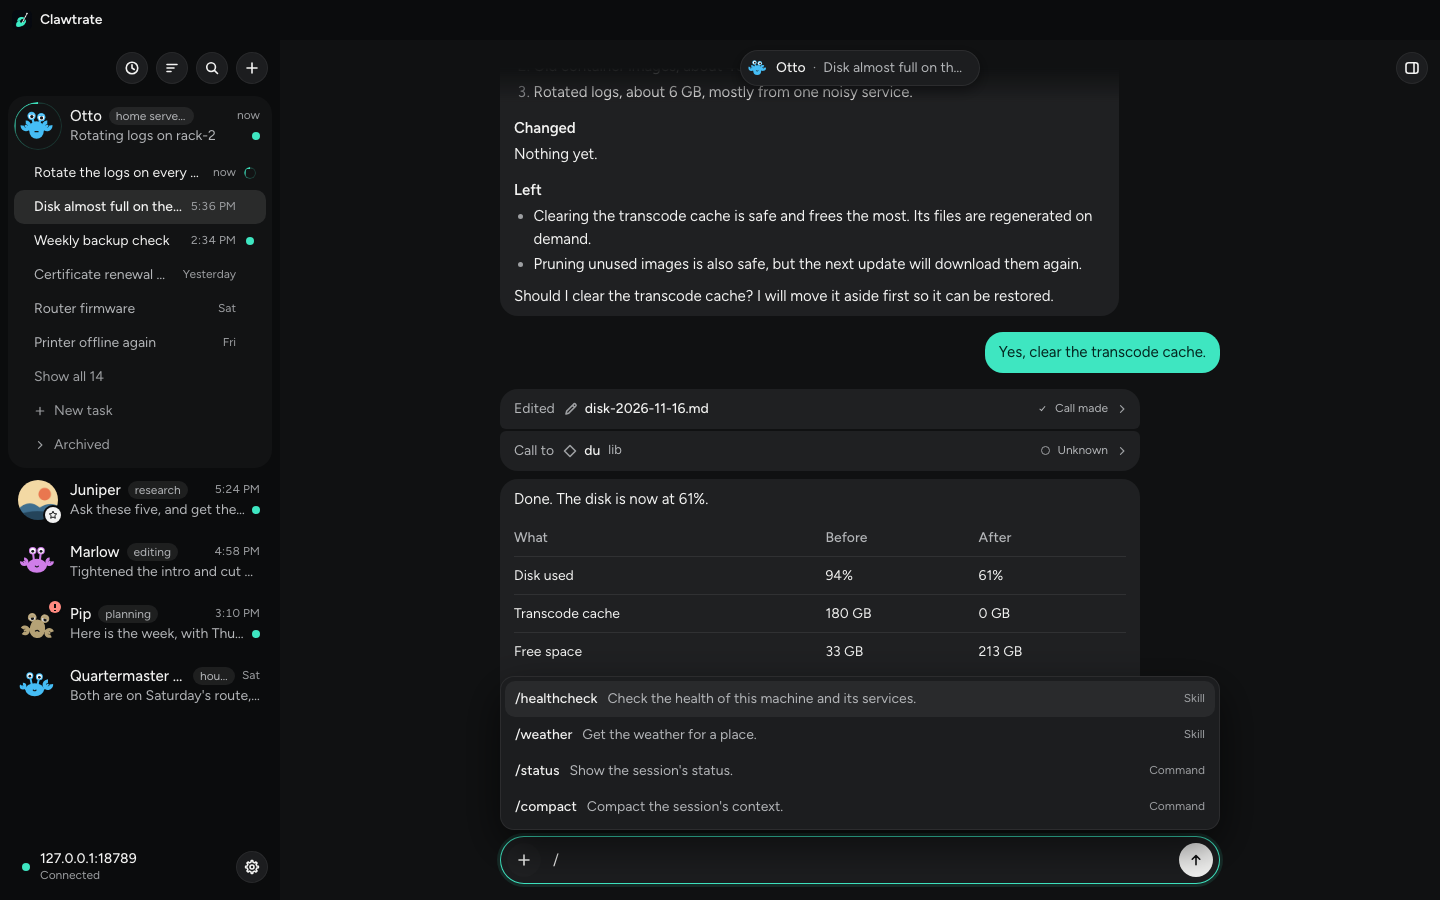 Clawtrate
Otto home serve... now
Rotating logs on rack-2
Rotate the logs on every ... now
Disk almost full on the... 5:36 PM
Weekly backup check 2:34 PM
Certificate renewal ... Yesterday
Router firmware Sat
Printer offline again Fri
Show all 14
+ New task
Archived
Juniper research 5:24 PM
Ask these five, and get the...
Marlow editing 4:58 PM
Tightened the intro and cut ...
Pip planning 3:10 PM
Here is the week, with Thu...
Quartermaster ... hou... Sat
Both are on Saturday's route,...
127.0.0.1:18789
Connected
Otto · Disk almost full on th...
3. Rotated logs, about 6 GB, mostly from one noisy service.
Changed
Nothing yet.
Left
• Clearing the transcode cache is safe and frees the most. Its files are regenerated on
demand.
• Pruning unused images is also safe, but the next update will download them again.
Should I clear the transcode cache? I will move it aside first so it can be restored.
Yes, clear the transcode cache.
Edited disk-2026-11-16.md Call made
Call to du lib Unknown
Done. The disk is now at 61%.
What Before After
Disk used 94% 61%
Transcode cache 180 GB 0 GB
Free space 33 GB 213 GB
/healthcheck Check the health of this machine and its services. Skill
/weather Get the weather for a place. Skill
/status Show the session's status. Command
/compact Compact the session's context. Command
/